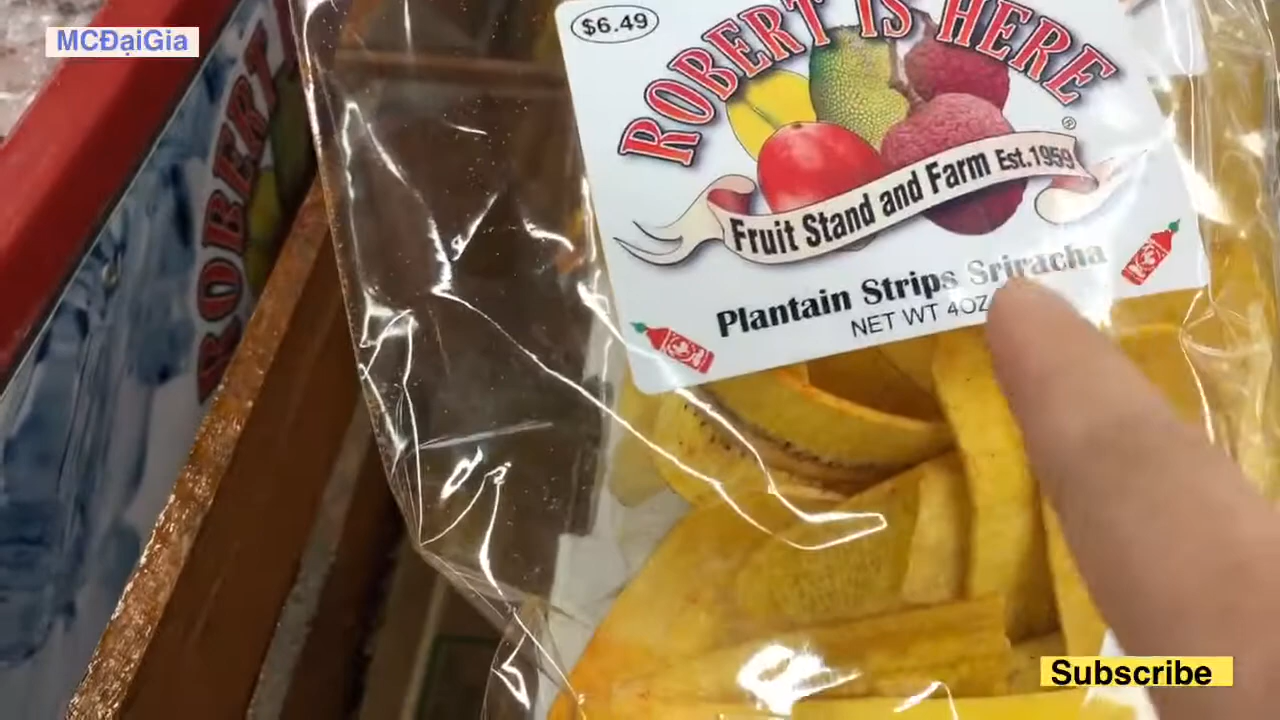 MCĐạiGia
$6.49
ROBERT IS HERE
®
Fruit Stand and Farm Est.1959
Plantain Strips Sriracha
NET WT 4OZ
ROBERT
Subscribe